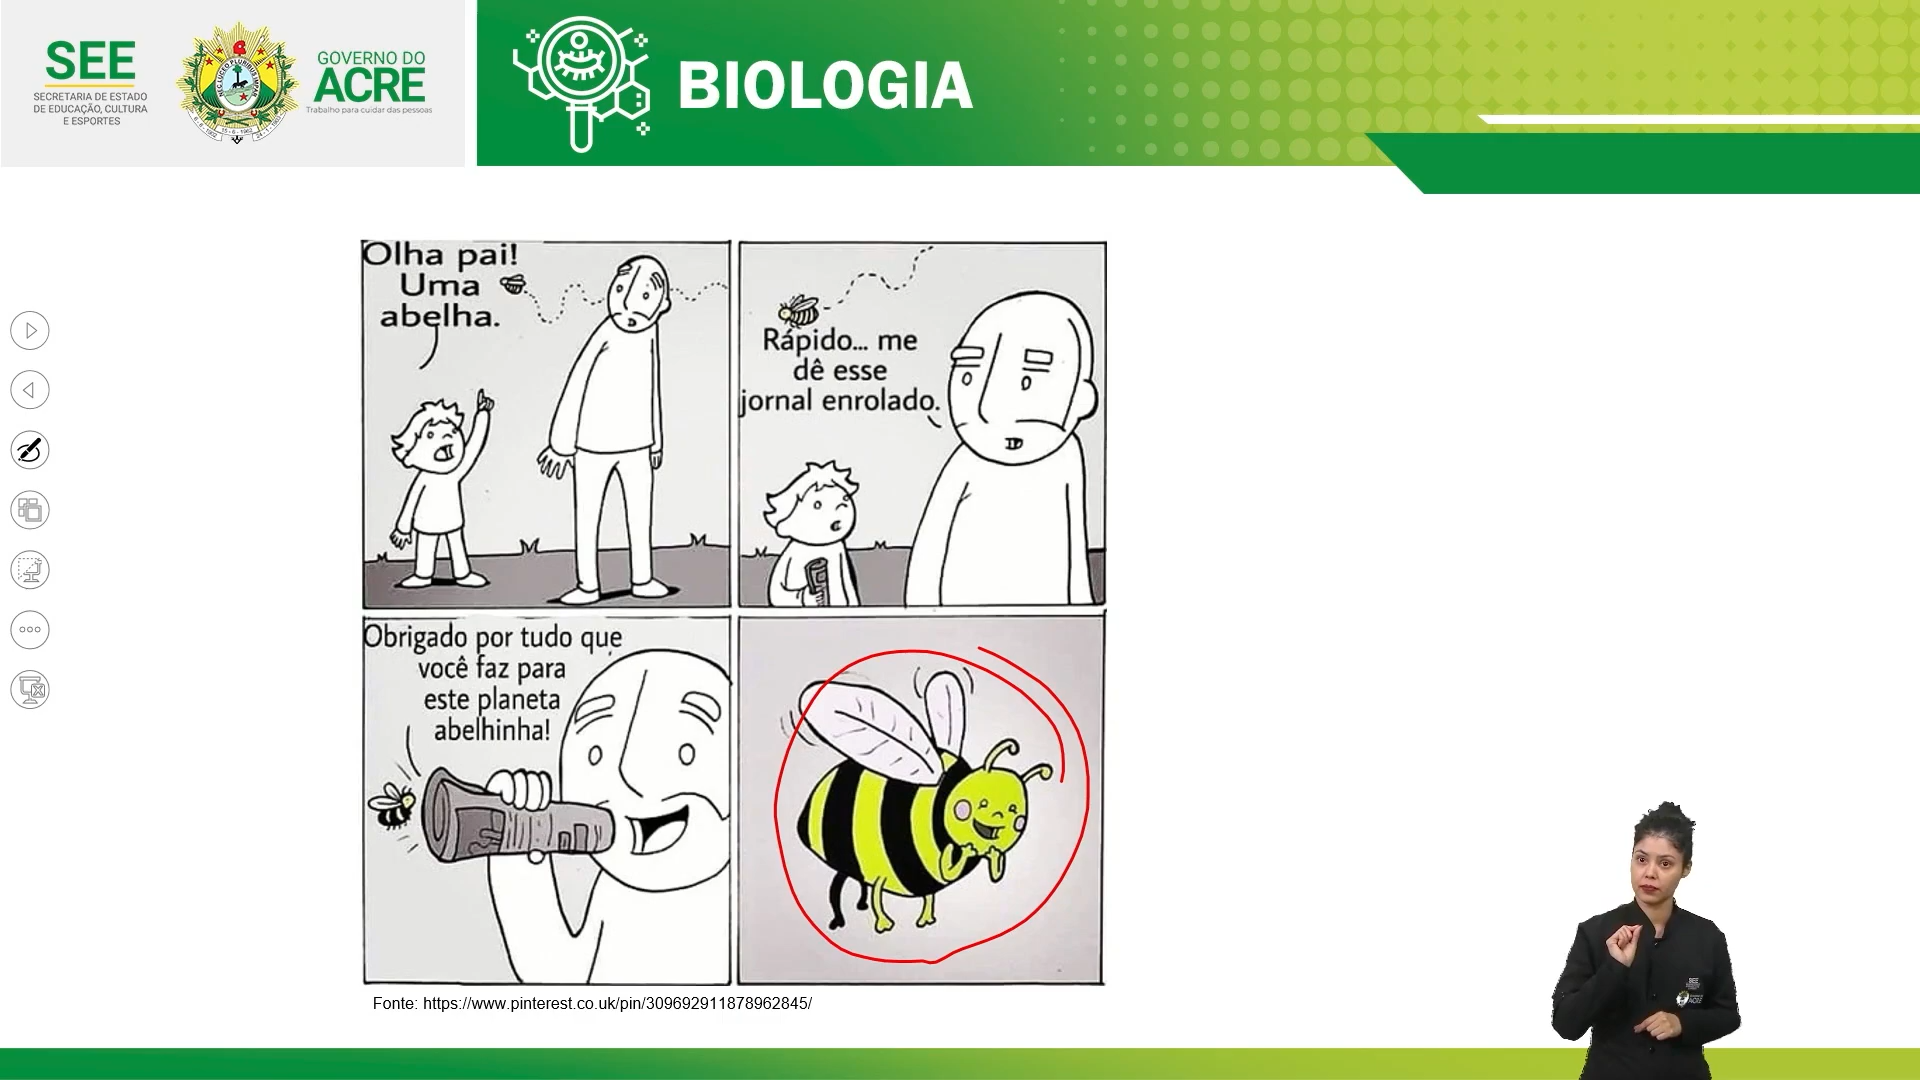 SEE
SECRETARIA DE ESTADO
DE EDUCAÇÃO, CULTURA
E ESPORTES
GOVERNO DO
ACRE
Trabalho para cuidar das pessoas
BIOLOGIA
Olha pai!
Uma
abelha.
Rápido... me
dê esse
jornal enrolado.
Obrigado por tudo que
você faz para
este planeta
abelhinha!
Fonte: https://www.pinterest.co.uk/pin/309692911878962845/